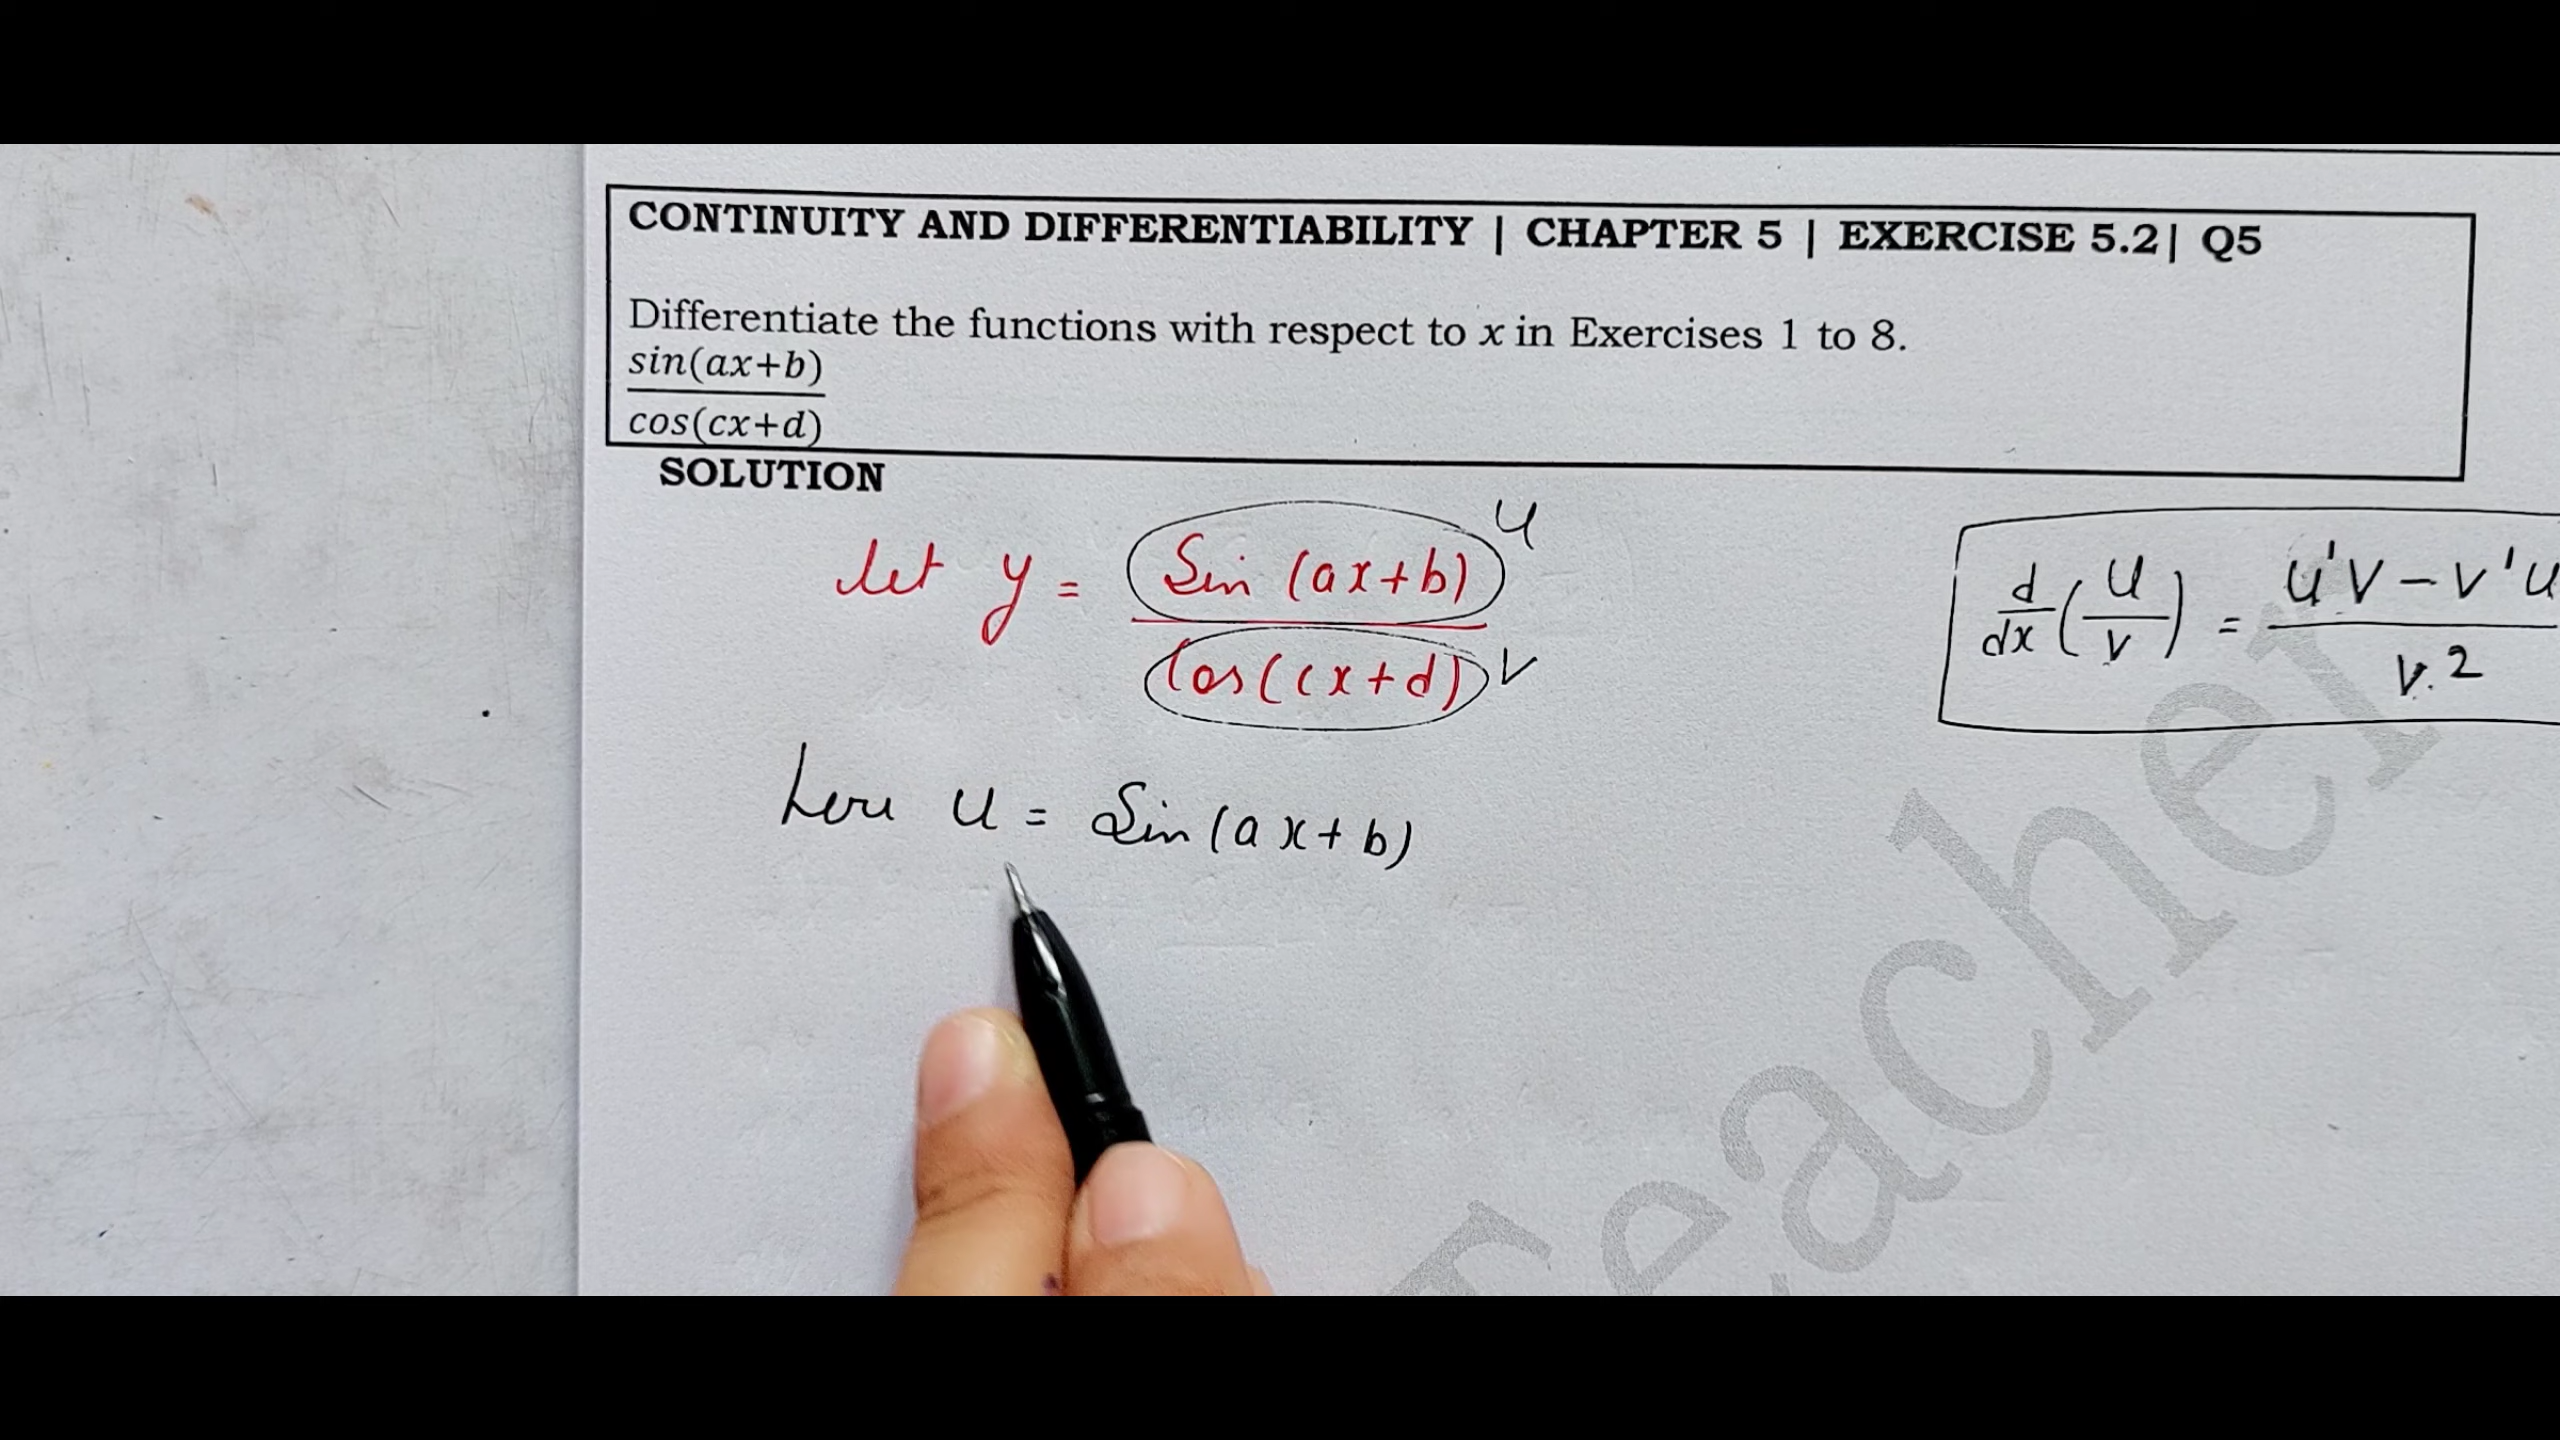 CONTINUITY AND DIFFERENTIABILITY | CHAPTER 5 | EXERCISE 5.2| Q5
Differentiate the functions with respect to x in Exercises 1 to 8.
sin(ax+b)
cos(cx+d)
SOLUTION
let y = Sin (ax+b) u
Cos(cx+d) v
d/dx (u/v) = u'v - v'u / v.2
here u = Sin(ax+b)
teacher